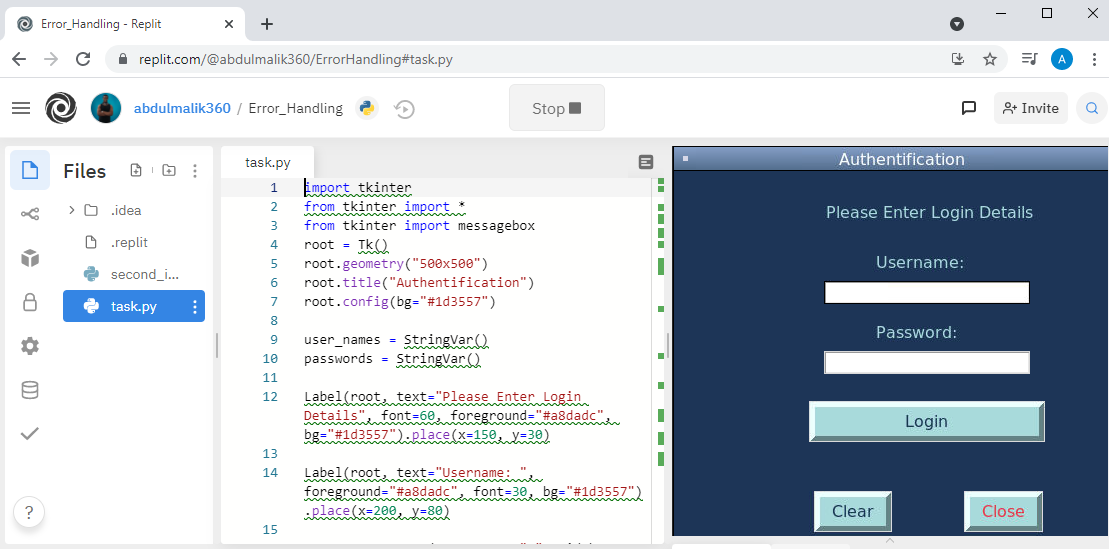 Error_Handling - Replit
replit.com/@abdulmalik360/ErrorHandling#task.py
A
abdulmalik360 / Error_Handling
Stop
Invite
Files
.idea
.replit
second_i...
task.py
?
task.py
1 import tkinter
2 from tkinter import *
3 from tkinter import messagebox
4 root = Tk()
5 root.geometry("500x500")
6 root.title("Authentification")
7 root.config(bg="#1d3557")
8
9 user_names = StringVar()
10 passwords = StringVar()
11
12 Label(root, text="Please Enter Login
Details", font=60, foreground="#a8dadc",
bg="#1d3557").place(x=150, y=30)
13
14 Label(root, text="Username: ",
foreground="#a8dadc", font=30, bg="#1d3557")
.place(x=200, y=80)
15
Authentification
Please Enter Login Details
Username:
Password:
Login
Clear
Close